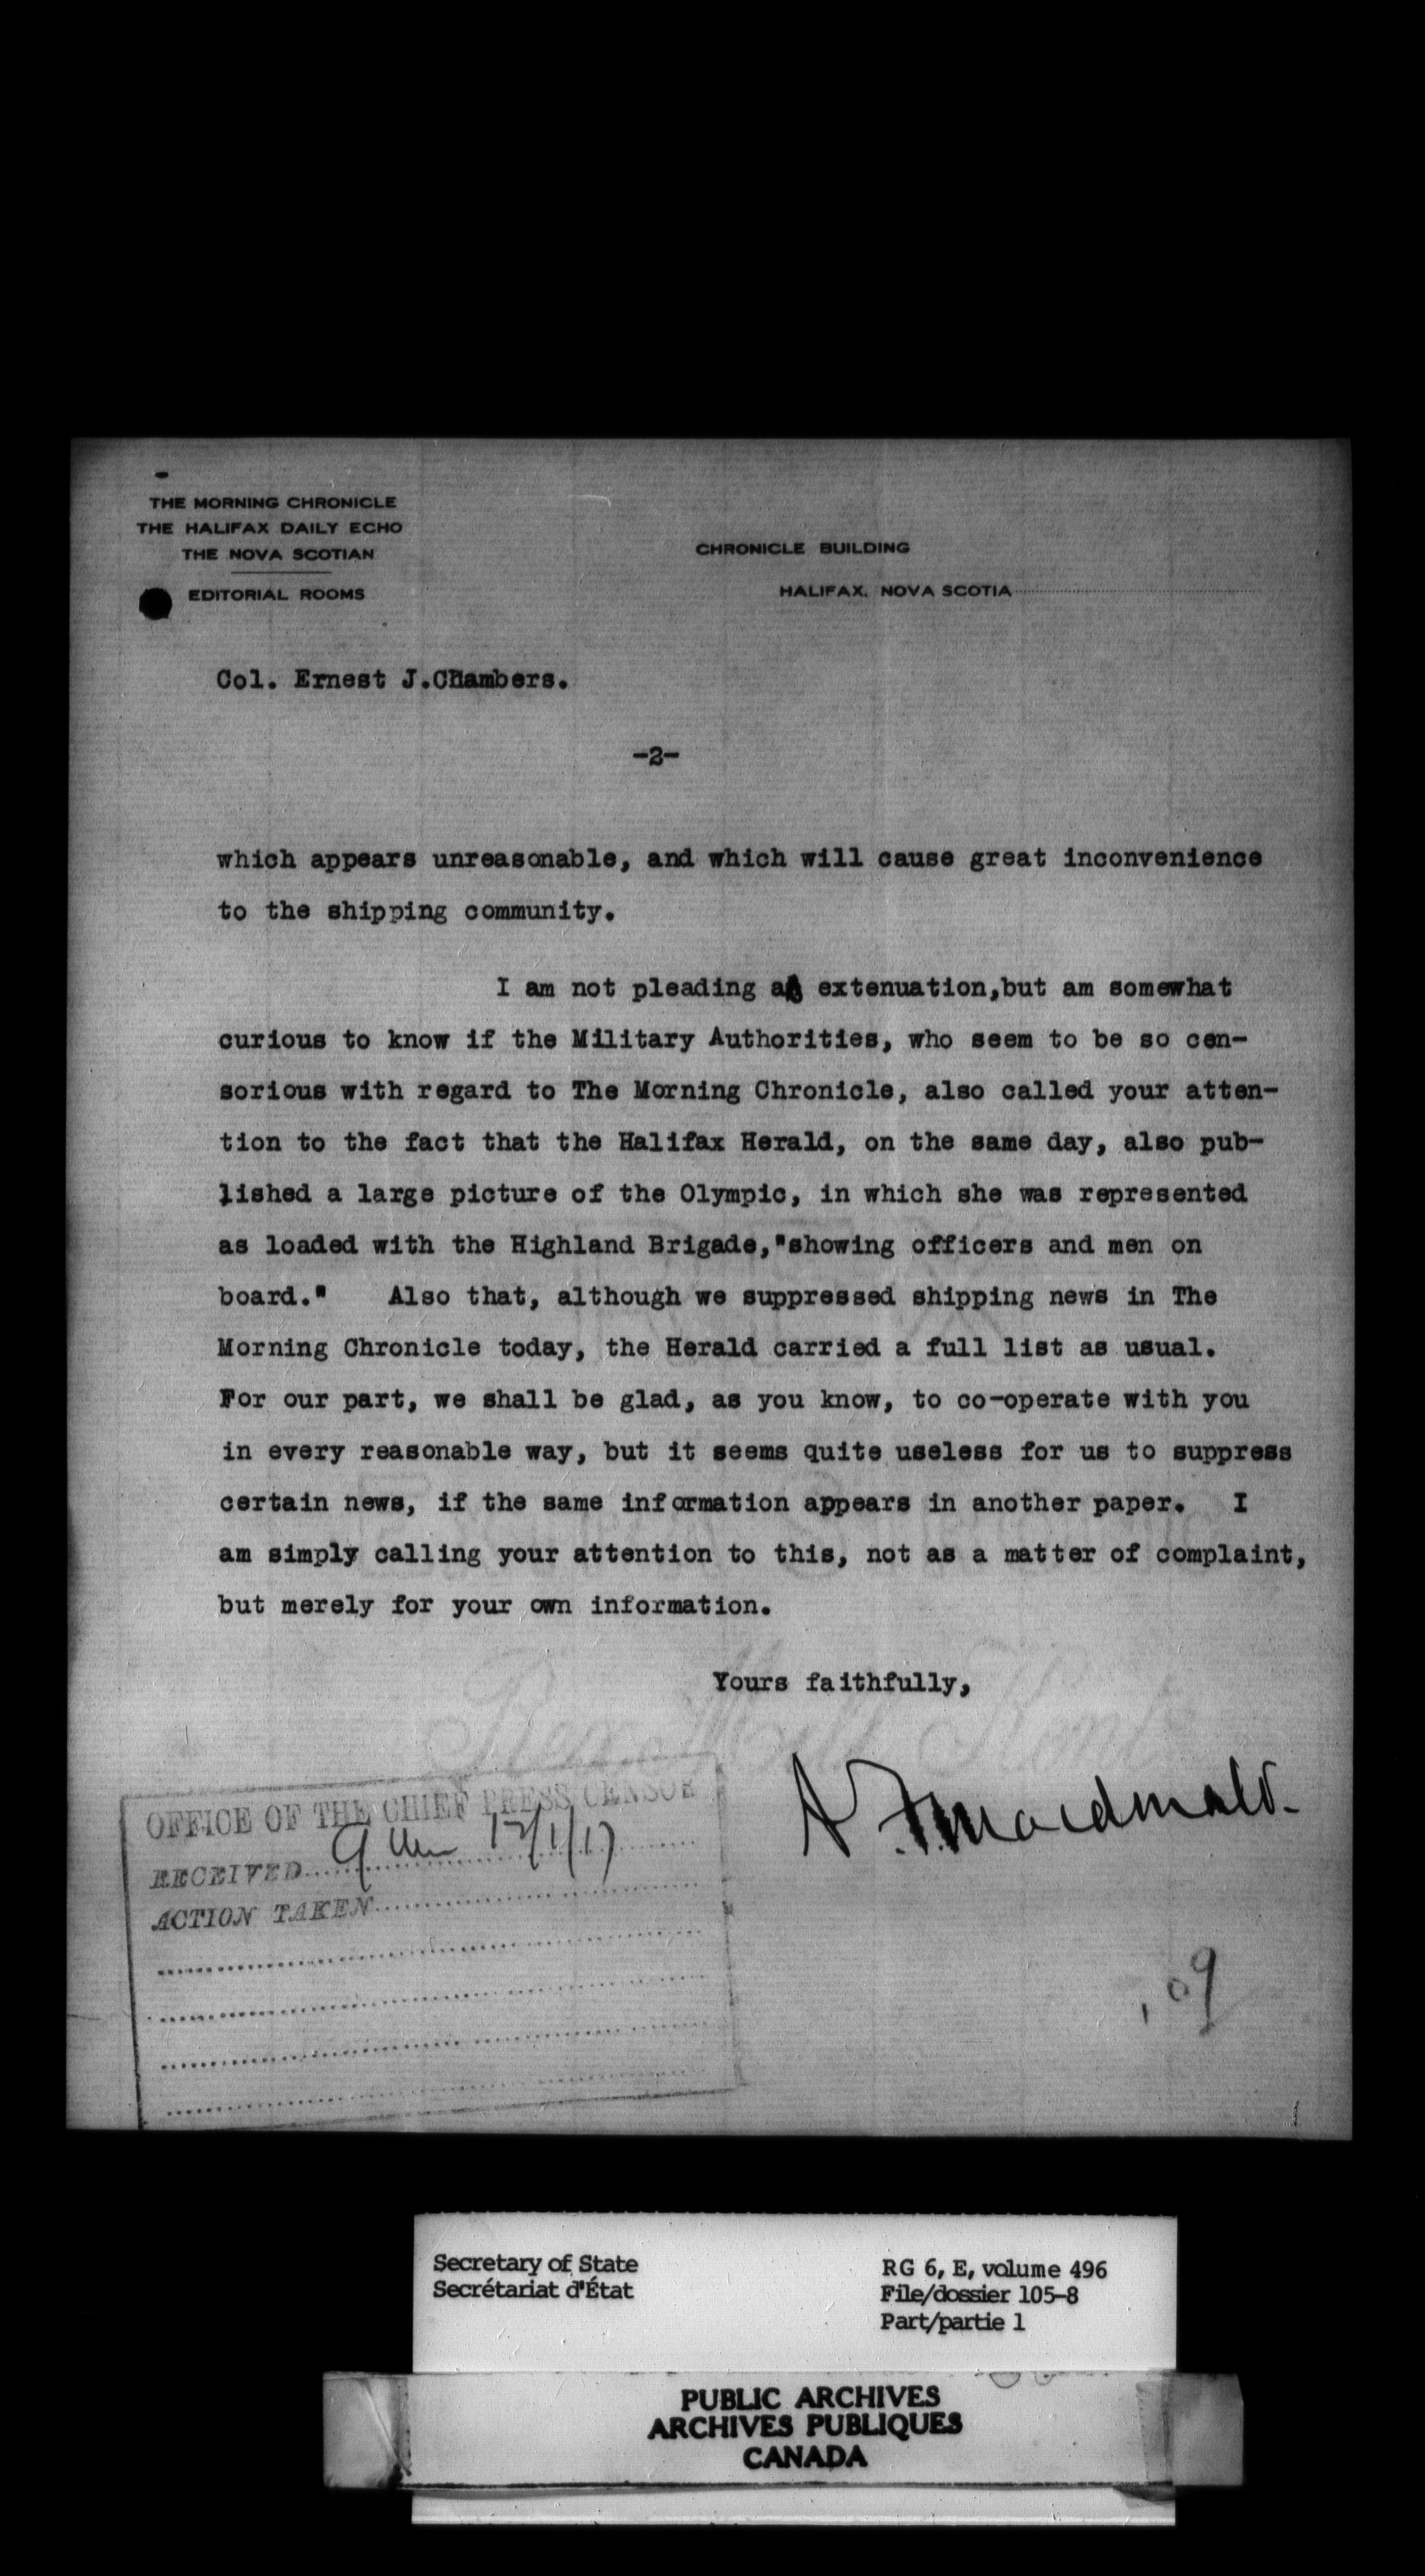 THE MORNING CHRONICLE
THE HALIFAX DAILY ECHO
THE NOVA SCOTIAN
EDITORIAL ROOMS
CHRONICLE BUILDING
HALIFAX, NOVA SCOTIA
Col. Ernest J.Chambers.
-2-
which appears unreasonable, and which will cause great inconvenience
to the shipping community.
I am not pleading extenuation,but am somewhat
curious to know if the Military Authorities, who seem to be so cen-
sorious with regard to The Morning Chronicle, also called your atten-
tion to the fact that the Halifax Herald, on the same day, also pub-
lished a large picture of the Olympic, in which she was represented
as loaded with the Highland Brigade,"showing officers and men on
board." Also that, although we suppressed shipping news in The
Morning Chronicle today, the Herald carried a full list as usual.
For our part, we shall be glad, as you know, to co-operate with you
in every reasonable way, but it seems quite useless for us to suppress
certain news, if the same information appears in another paper. I
am simply calling your attention to this, not as a matter of complaint,
but merely for your own information.
Yours faithfully,
OFFICE OF THE CHIEF PRESS CENSOR
RECEIVED 12/1/17
ACTION TAKEN
Secretary of State
Secrétariat d'État
RG 6, E, volume 496
File/dossier 105-8
Part/partie 1
PUBLIC ARCHIVES
ARCHIVES PUBLIQUES
CANADA